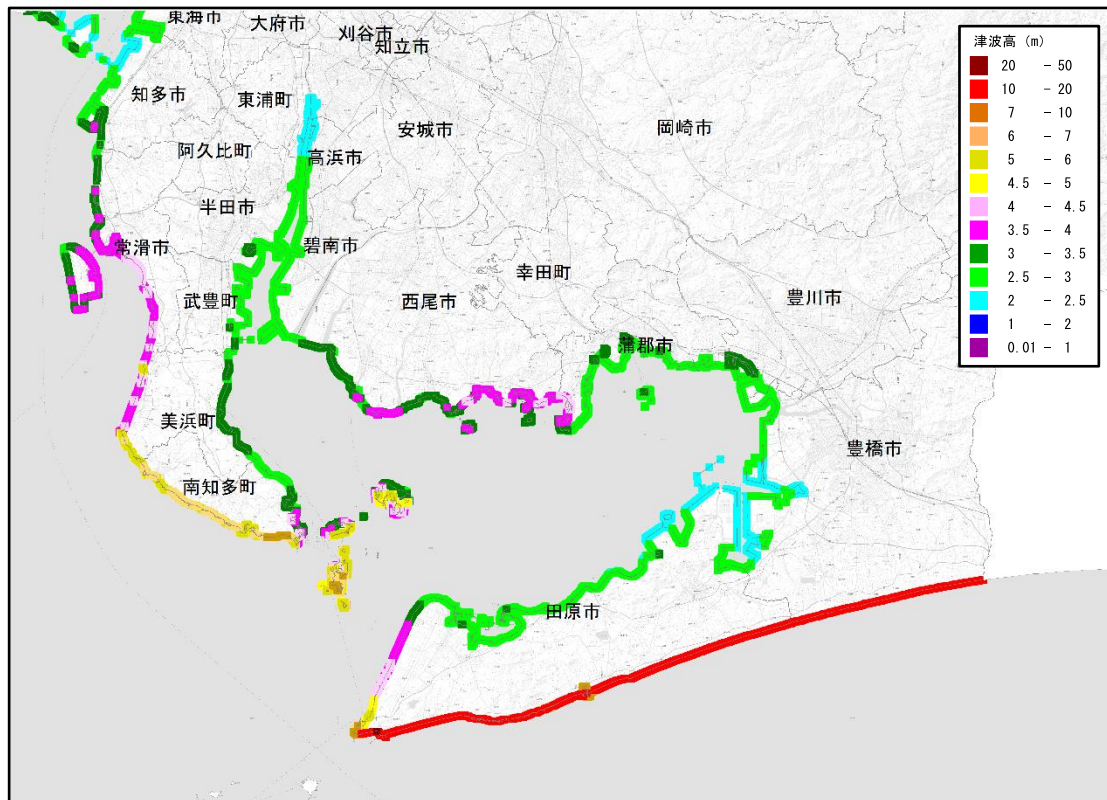 東海市
大府市
刈谷市
知立市
知多市
東浦町
安城市
岡崎市
阿久比町
高浜市
半田市
常滑市
碧南市
幸田町
武豊町
西尾市
豊川市
蒲郡市
美浜町
豊橋市
南知多町
田原市
津波高 (m)
20 - 50
10 - 20
7 - 10
6 - 7
5 - 6
4.5 - 5
4 - 4.5
3.5 - 4
3 - 3.5
2.5 - 3
2 - 2.5
1 - 2
0.01 - 1